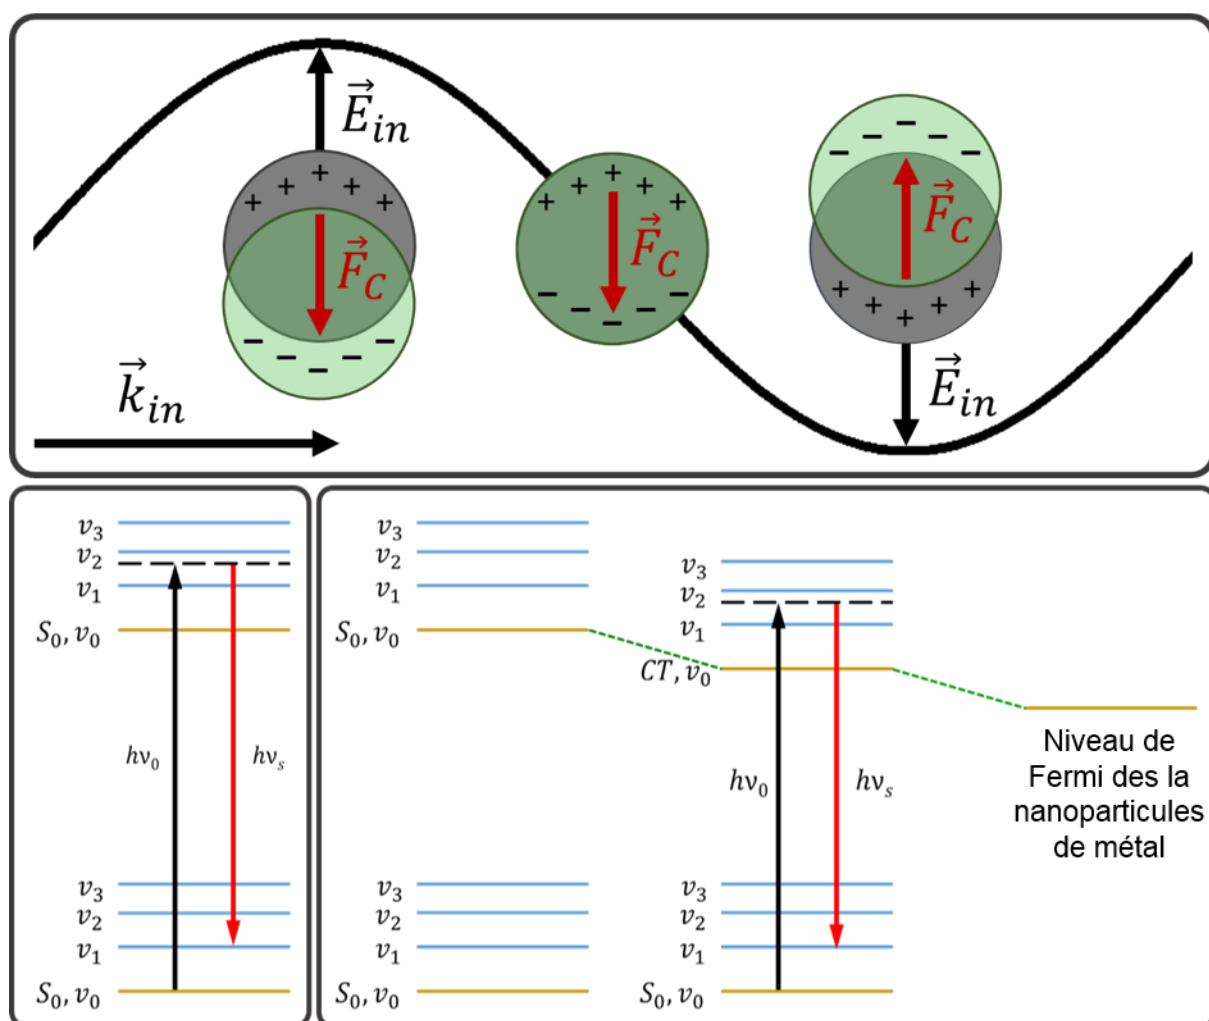 E⃗in
F⃗C
k⃗in
+ + + + +
− − − − −
F⃗C
+ + + + +
− − − − −
− − − − −
F⃗C
+ + + + +
E⃗in
v3
v2
v1
S0, v0
hν0
hνs
v3
v2
v1
S0, v0
v3
v2
v1
S0, v0
v3
v2
v1
S0, v0
v3
v2
v1
CT, v0
hν0
hνs
v3
v2
v1
S0, v0
Niveau de
Fermi des la
nanoparticules
de métal